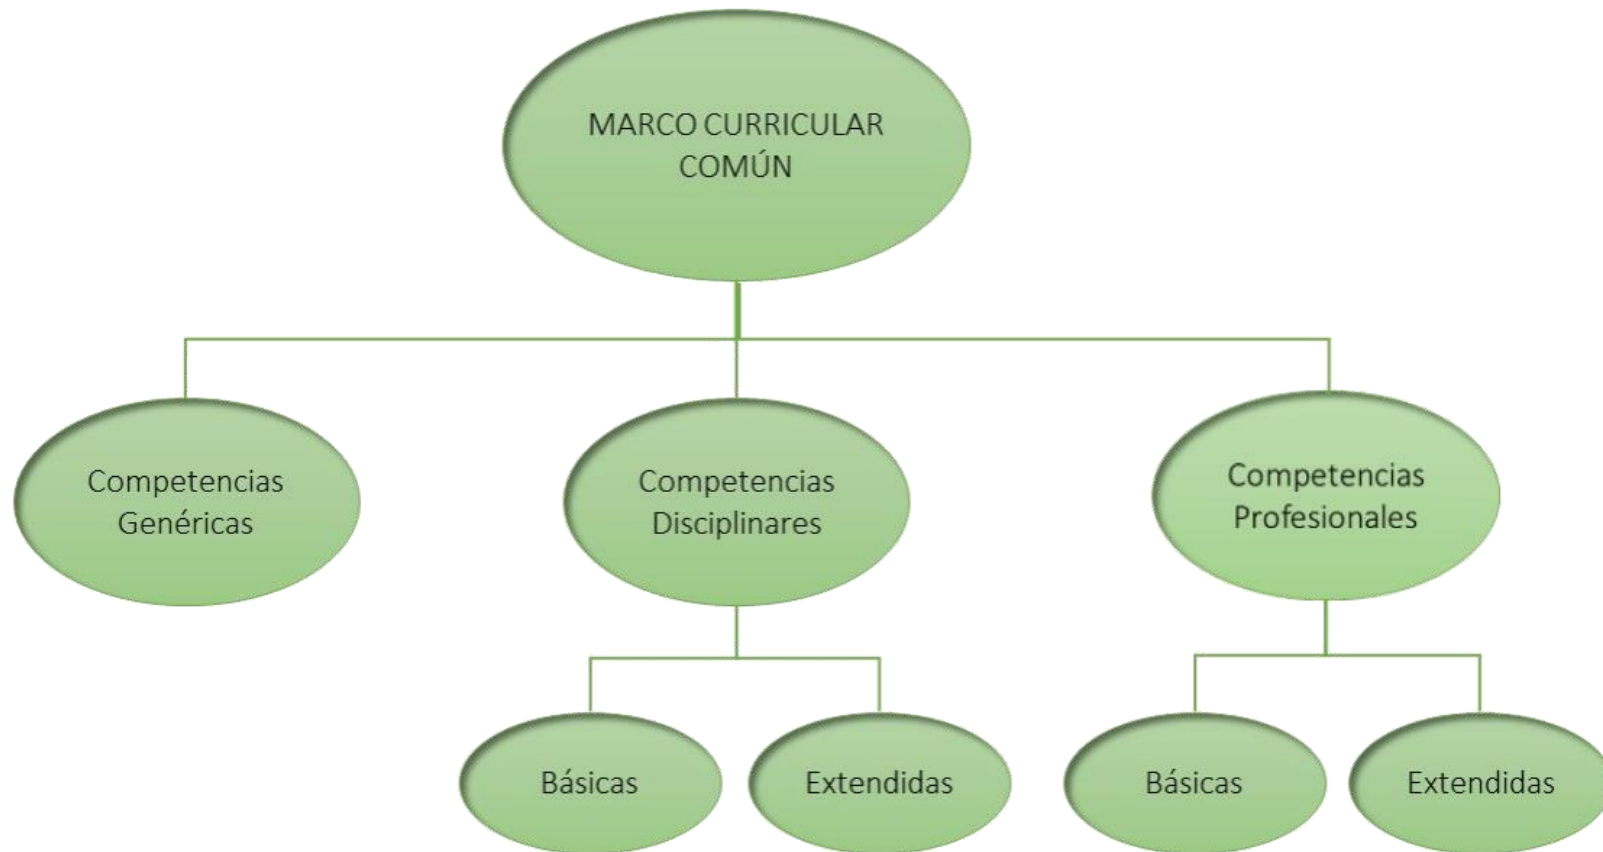 MARCO CURRICULAR
COMÚN
Competencias
Genéricas
Competencias
Disciplinares
Competencias
Profesionales
Básicas
Extendidas
Básicas
Extendidas